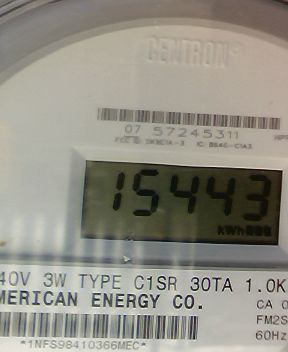 CENTRON®
07 57245311
15443
kWh
40V 3W TYPE C1SR 30TA 1.0K
MERICAN ENERGY CO.
CA 0
FM2S
60Hz
*1NFS98410366MEC*